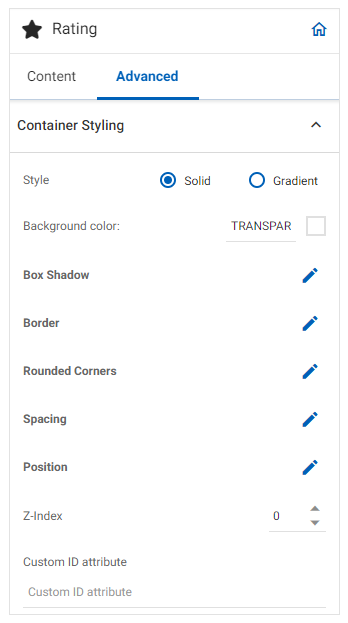 Rating
Content Advanced
Container Styling
Style Solid Gradient
Background color: TRANSPAR
Box Shadow
Border
Rounded Corners
Spacing
Position
Z-Index 0
Custom ID attribute
Custom ID attribute